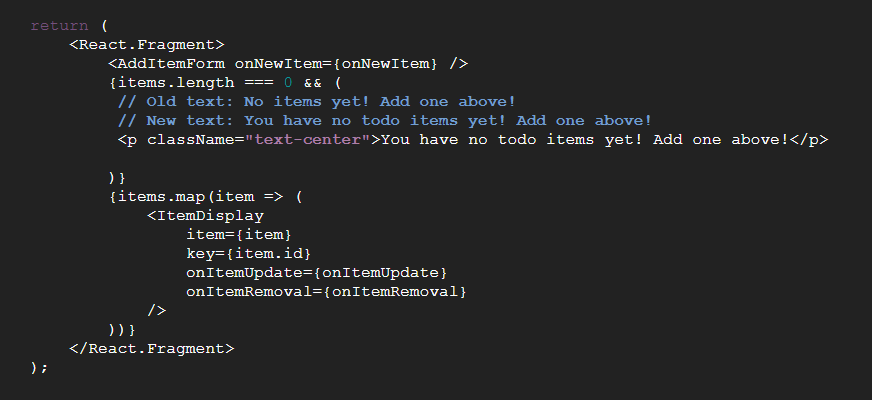 return (
    <React.Fragment>
        <AddItemForm onNewItem={onNewItem} />
        {items.length === 0 && (
         // Old text: No items yet! Add one above!
         // New text: You have no todo items yet! Add one above!
         <p className="text-center">You have no todo items yet! Add one above!</p>

        )}
        {items.map(item => (
            <ItemDisplay
                item={item}
                key={item.id}
                onItemUpdate={onItemUpdate}
                onItemRemoval={onItemRemoval}
            />
        ))}
    </React.Fragment>
);